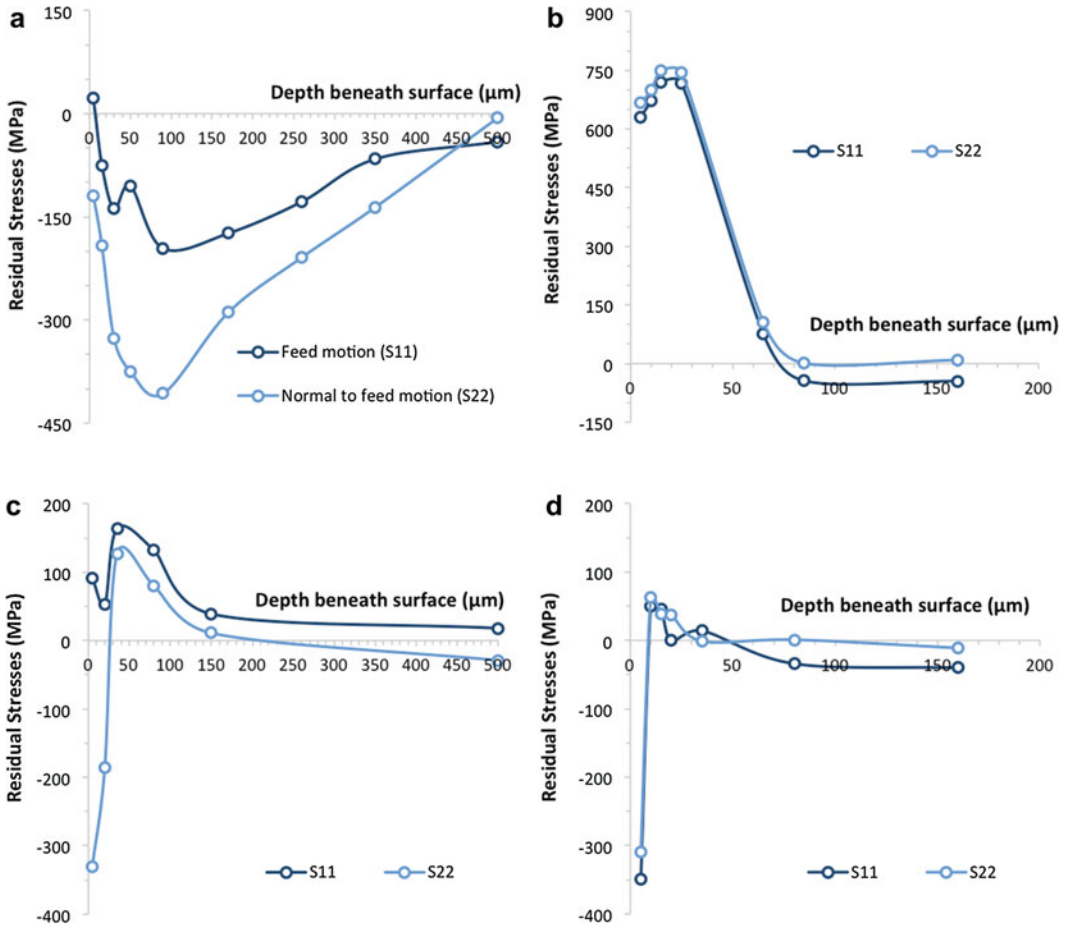 a
150
Depth beneath surface (μm)
0
0 50 100 150 200 250 300 350 400 450 500
-150
-300
-450
Residual Stresses (MPa)
Feed motion (S11)
Normal to feed motion (S22)
b
900
750
600
450
300
150
0
-150
Residual Stresses (MPa)
S11 S22
Depth beneath surface (μm)
0 50 100 150 200
c
200
100
0
-100
-200
-300
-400
Residual Stresses (MPa)
Depth beneath surface (μm)
0 50 100 150 200 250 300 350 400 450 500
S11 S22
d
200
100
0
-100
-200
-300
-400
Residual Stresses (MPa)
Depth beneath surface (μm)
0 50 100 150 200
S11 S22